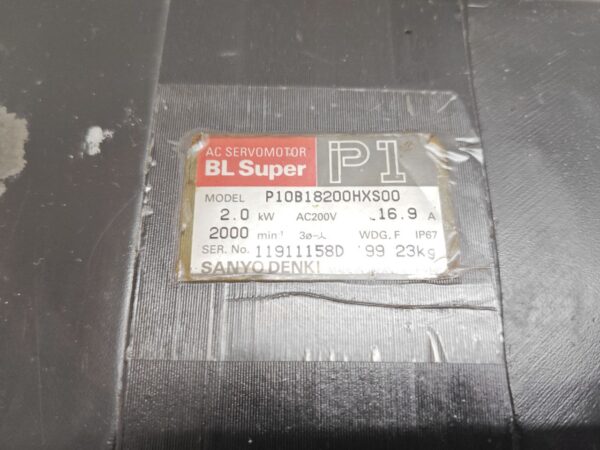 AC SERVOMOTOR
BL Super P1
MODEL P10B18200HXS00
2.0 kW AC200V 16.9 A
2000 min⁻¹ 3ø-人 WDG. F IP67
SER. No. 11911158D '99 23kg
SANYO DENKI